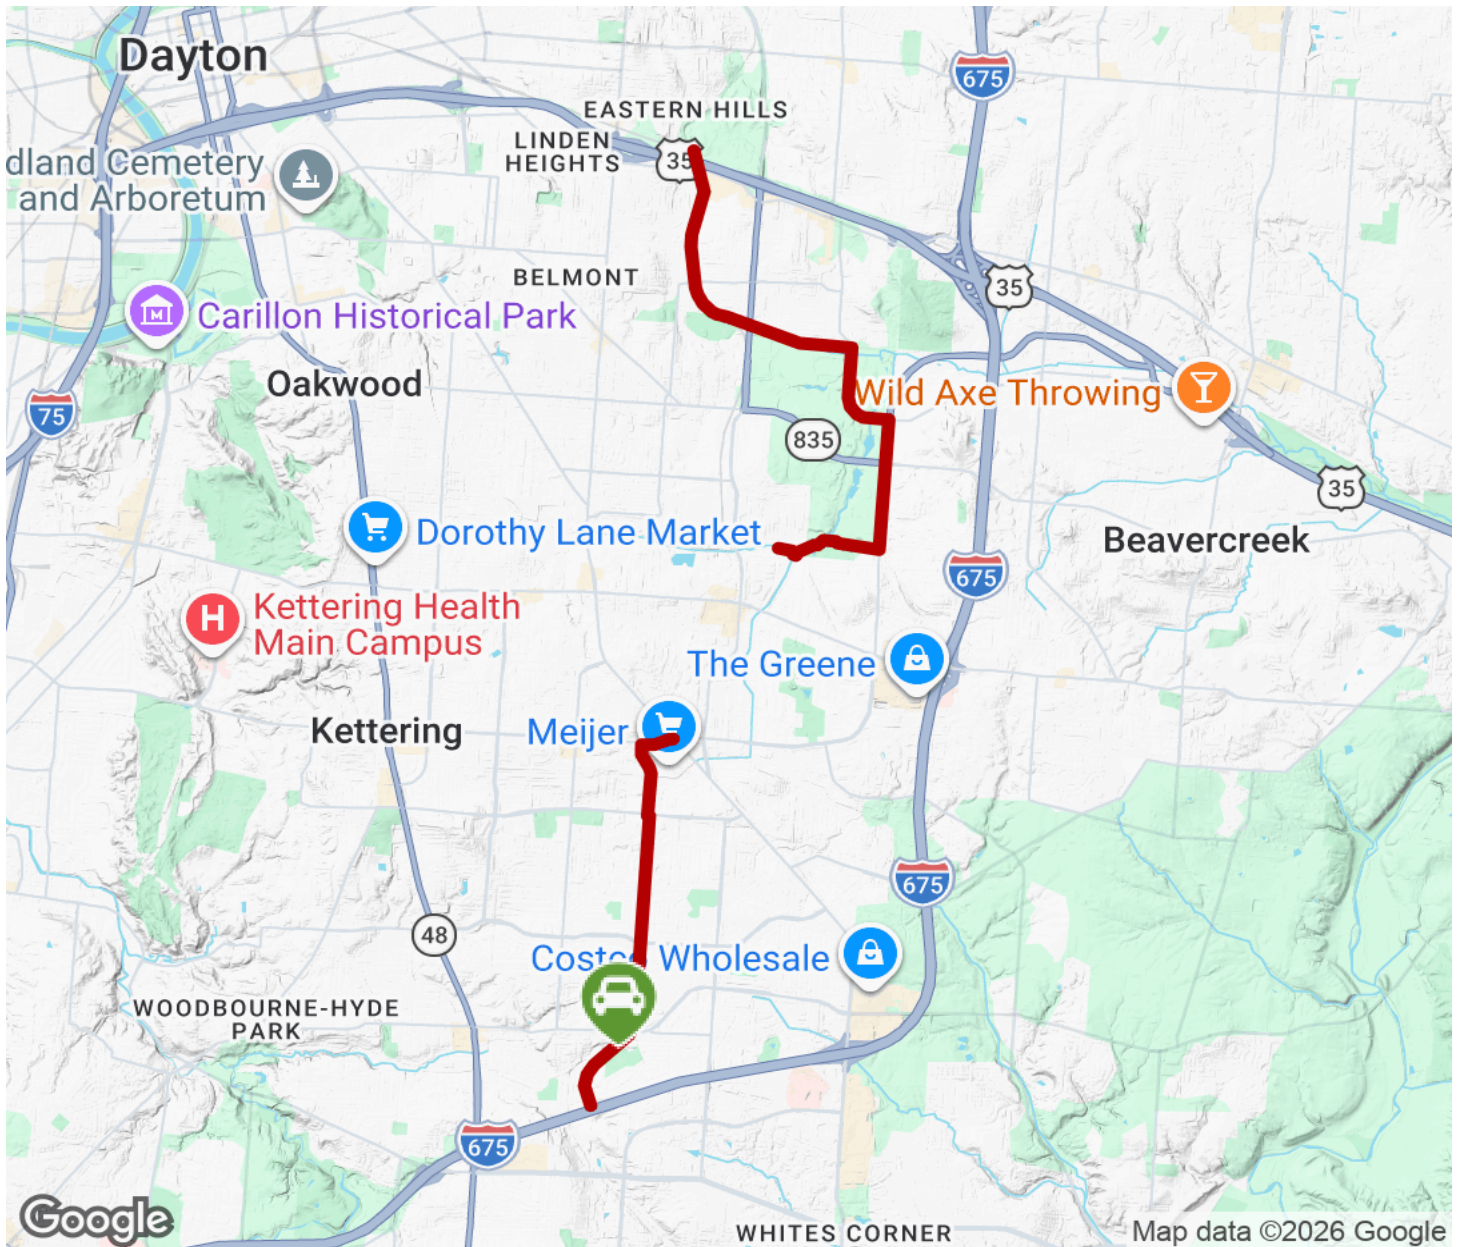 Dayton
675
EASTERN HILLS
LINDEN
HEIGHTS
35
dland Cemetery
and Arboretum
BELMONT
35
Carillon Historical Park
M
Oakwood
75
Wild Axe Throwing
835
35
Dorothy Lane Market
Beavercreek
675
H
Kettering Health
Main Campus
The Greene
Kettering
Meijer
675
48
Costco Wholesale
WOODBOURNE-HYDE
PARK
675
Google
WHITES CORNER
Map data ©2026 Google